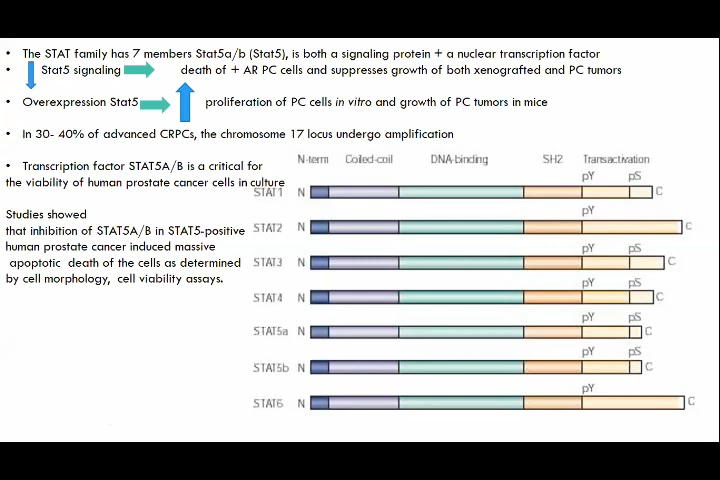 • The STAT family has 7 members Stat5a/b (Stat5), is both a signaling protein + a nuclear transcription factor
• Stat5 signaling death of + AR PC cells and suppresses growth of both xenografted and PC tumors
• Overexpression Stat5 proliferation of PC cells in vitro and growth of PC tumors in mice
• In 30- 40% of advanced CRPCs, the chromosome 17 locus undergo amplification
• Transcription factor STAT5A/B is a critical for
the viability of human prostate cancer cells in culture
Studies showed
that inhibition of STAT5A/B in STAT5-positive
human prostate cancer induced massive
apoptotic death of the cells as determined
by cell morphology, cell viability assays.
N-term Coiled-coil DNA-binding SH2 Transactivation
pY pS
STAT1 N C
pY
STAT2 N C
pY pS
STAT3 N C
pY pS
STAT4 N C
pY pS
STAT5a N C
pY pS
STAT5b N C
pY
STAT6 N C